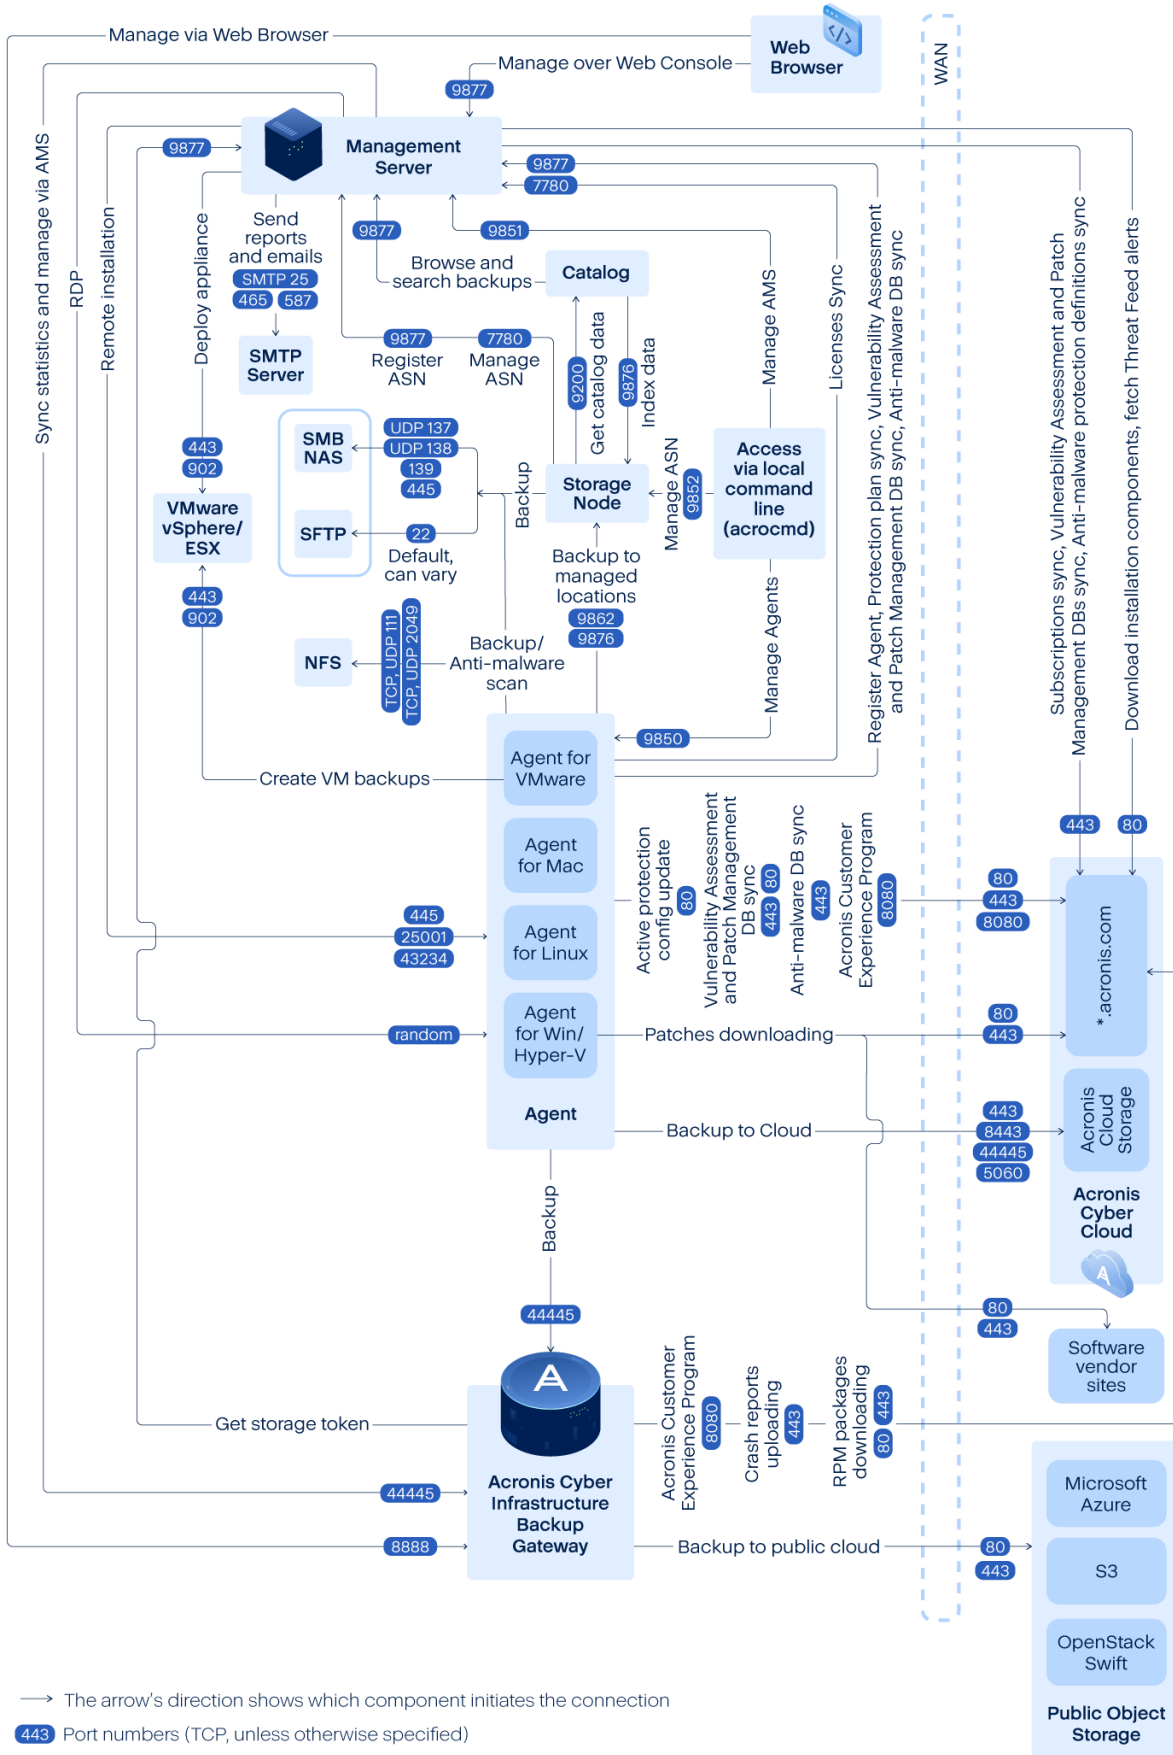 Manage via Web Browser
Web
Browser
</>
WAN
Manage over Web Console
9877
Management
Server
9877
9877
7780
Send
reports
and emails
SMTP 25
465
587
SMTP
Server
Sync statistics and manage via AMS
RDP
Remote installation
Deploy appliance
9877
9851
Browse and
search backups
Catalog
9877
Register
ASN
7780
Manage
ASN
9200
Get catalog data
9876
Index data
Manage AMS
Licenses Sync
Register Agent, Protection plan sync, Vulnerability Assessment
and Patch Management DB sync, Anti-malware DB sync
Subscriptions sync, Vulnerability Assessment and Patch
Management DBs sync, Anti-malware protection definitions sync
Download installation components, fetch Threat Feed alerts
SMB
NAS
UDP 137
UDP 138
139
445
SFTP
22
Default,
can vary
Backup
Storage
Node
Manage ASN
9852
Access
via local
command
line
(acrocmd)
443
902
VMware
vSphere/
ESX
443
902
Backup to
managed
locations
9862
9876
NFS
TCP, UDP 111
TCP, UDP 2049
Backup/
Anti-malware
scan
Manage Agents
9850
Create VM backups
Agent for
VMware
Agent
for Mac
Agent
for Linux
Agent
for Win/
Hyper-V
Agent
445
25001
43234
random
Active protection
config update
80
Vulnerability Assessment
and Patch Management
DB sync
443
80
Anti-malware DB sync
443
Acronis Customer
Experience Program
8080
443
80
80
443
8080
*.acronis.com
Patches downloading
80
443
Backup to Cloud
443
8443
44445
5060
Acronis
Cloud
Storage
Acronis
Cyber
Cloud
Backup
44445
80
443
Software
vendor
sites
A
Get storage token
Acronis Customer
Experience Program
8080
Crash reports
uploading
443
RPM packages
downloading
80
443
44445
8888
Acronis Cyber
Infrastructure
Backup
Gateway
Backup to public cloud
80
443
Microsoft
Azure
S3
OpenStack
Swift
Public Object
Storage
The arrow's direction shows which component initiates the connection
443 Port numbers (TCP, unless otherwise specified)